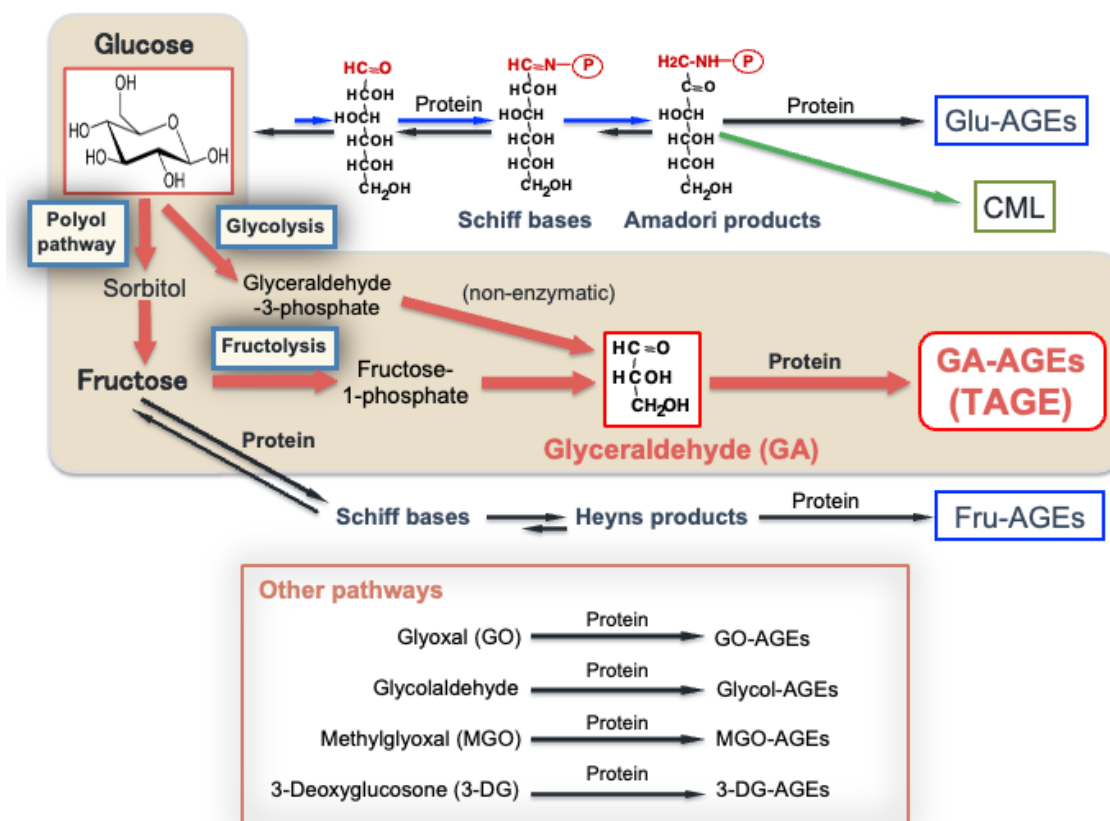 Glucose
OH
HO
HO
O
OH
OH
HC=O
HCOH
HOCH
HCOH
HCOH
CH2OH
Protein
HC=N-P
HCOH
HOCH
HCOH
HCOH
CH2OH
Schiff bases
H2C-NH-P
C=O
HOCH
HCOH
HCOH
CH2OH
Amadori products
Protein
Glu-AGEs
CML
Polyol
pathway
Glycolysis
Sorbitol
Glyceraldehyde
-3-phosphate
(non-enzymatic)
Fructolysis
Fructose
Fructose-
1-phosphate
HC=O
HCOH
CH2OH
Glyceraldehyde (GA)
Protein
GA-AGEs
(TAGE)
Protein
Schiff bases
Heyns products
Protein
Fru-AGEs
Other pathways
Glyoxal (GO) Protein GO-AGEs
Glycolaldehyde Protein Glycol-AGEs
Methylglyoxal (MGO) Protein MGO-AGEs
3-Deoxyglucosone (3-DG) Protein 3-DG-AGEs